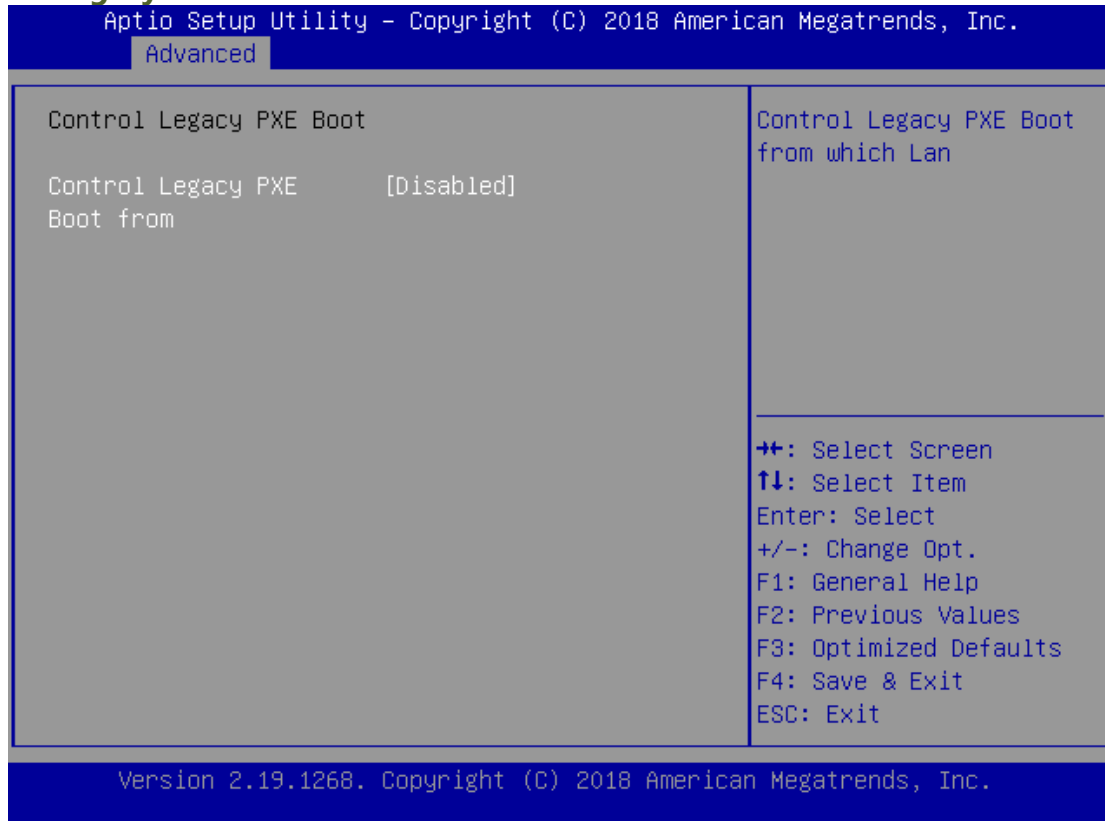 Aptio Setup Utility – Copyright (C) 2018 American Megatrends, Inc.
Advanced
Control Legacy PXE Boot
Control Legacy PXE [Disabled]
Boot from
Control Legacy PXE Boot
from which Lan
→←: Select Screen
↑↓: Select Item
Enter: Select
+/-: Change Opt.
F1: General Help
F2: Previous Values
F3: Optimized Defaults
F4: Save & Exit
ESC: Exit
Version 2.19.1268. Copyright (C) 2018 American Megatrends, Inc.